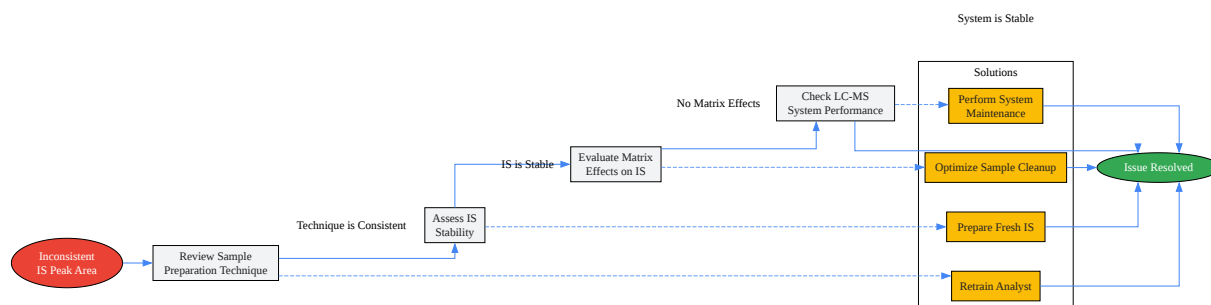 System is Stable
Solutions
No Matrix Effects
Check LC-MS
System Performance
Perform System
Maintenance
IS is Stable
Evaluate Matrix
Effects on IS
Optimize Sample Cleanup
Issue Resolved
Technique is Consistent
Assess IS
Stability
Prepare Fresh IS
Inconsistent
IS Peak Area
Review Sample
Preparation Technique
Retrain Analyst